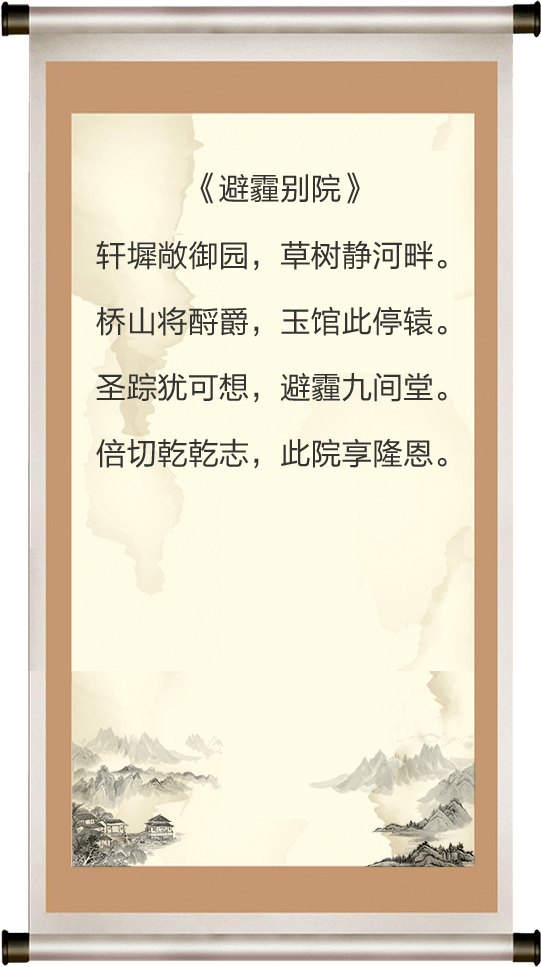 《避霾别院》
轩墀敞御园，草树静河畔。
桥山将酹爵，玉馆此停辕。
圣踪犹可想，避霾九间堂。
倍切乾乾志，此院享隆恩。